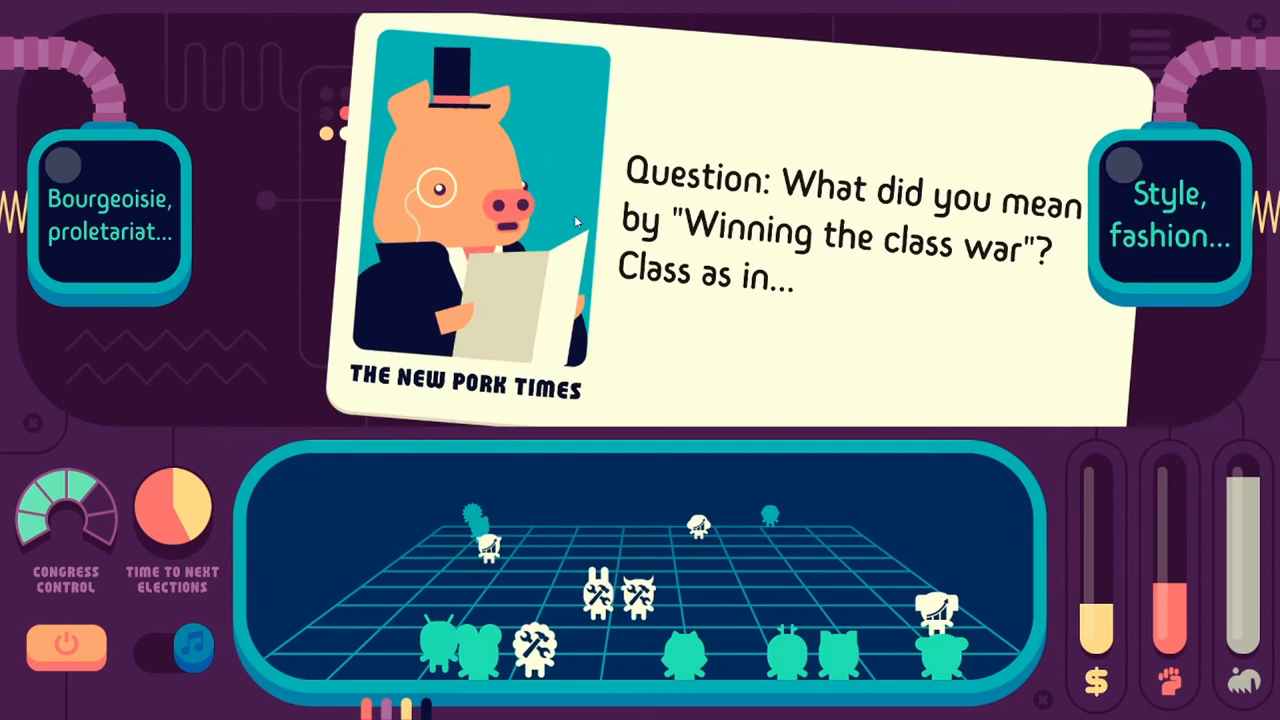 Bourgeoisie,
proletariat...
Question: What did you mean
by "Winning the class war"?
Class as in...
Style,
fashion...
THE NEW PORK TIMES
CONGRESS
CONTROL
TIME TO NEXT
ELECTIONS
$